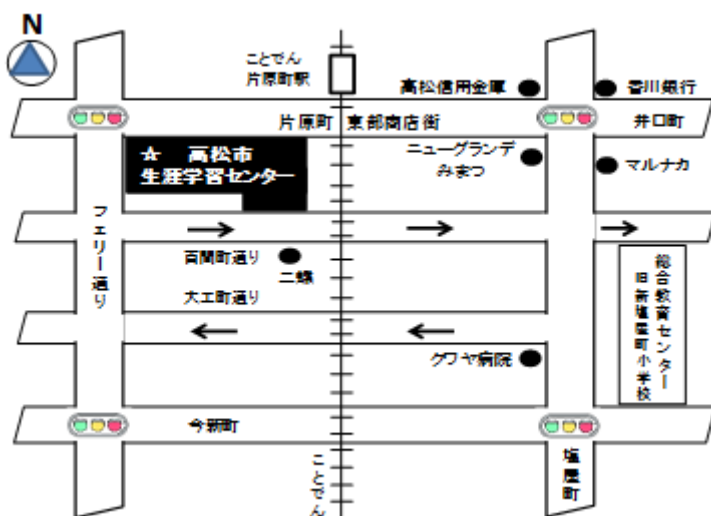 N
ことでん
片原町駅
高松信用金庫
香川銀行
片原町
東部商店街
井口町
☆ 高松市
生涯学習センター
ニューグランデ
みまつ
マルナカ
フェリー通り
百間町通り
二蝶
大工町通り
総合教育センター
旧新塩屋町小学校
クワヤ病院
今新町
ことでん
塩屋町